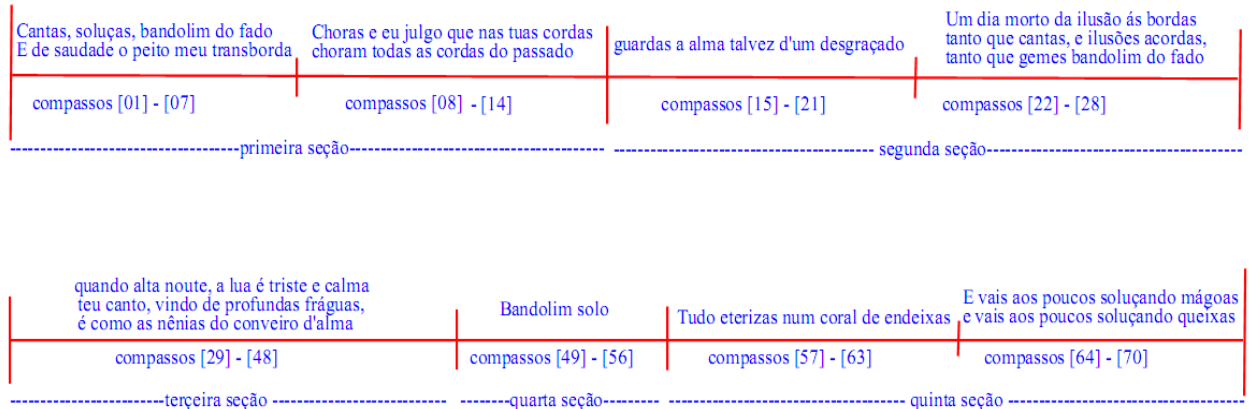 Cantas, soluças, bandolim do fado
E de saudade o peito meu transborda
Choras e eu julgo que nas tuas cordas
choram todas as cordas do passado
guardas a alma talvez d'um desgraçado
Um dia morto da ilusão ás bordas
tanto que cantas, e ilusões acordas,
tanto que gemes bandolim do fado
compassos [01] - [07]
compassos [08] - [14]
compassos [15] - [21]
compassos [22] - [28]
primeira seção
segunda seção
quando alta noute, a lua é triste e calma
teu canto, vindo de profundas fráguas,
é como as nênias do conveiro d'alma
Bandolim solo
Tudo eterizas num coral de endeixas
E vais aos poucos soluçando mágoas
e vais aos poucos soluçando queixas
compassos [29] - [48]
compassos [49] - [56]
compassos [57] - [63]
compassos [64] - [70]
terçeira seção
quarta seção
quinta seção